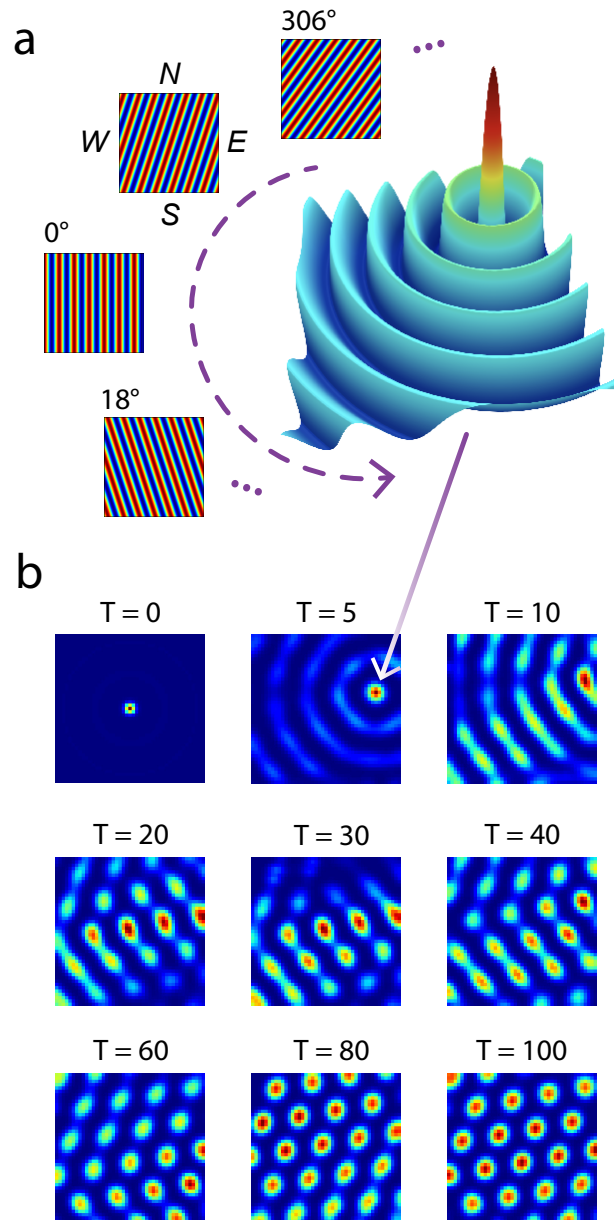 a
306°
N
W E
S
0°
18°
b
T = 0 T = 5 T = 10
T = 20 T = 30 T = 40
T = 60 T = 80 T = 100